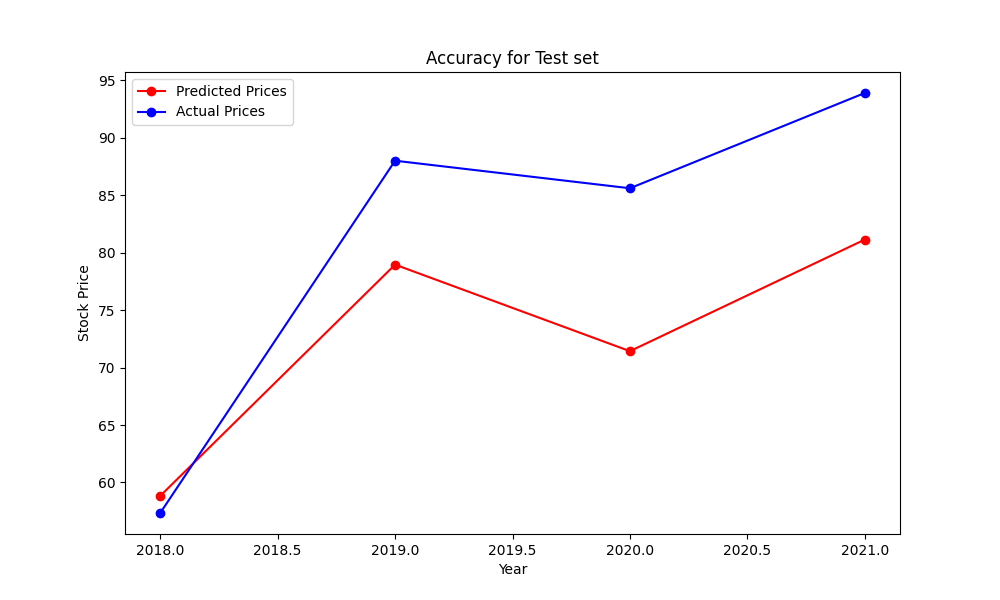 Accuracy for Test set
Predicted Prices
Actual Prices
95
90
85
80
75
70
65
60
Stock Price
2018.0 2018.5 2019.0 2019.5 2020.0 2020.5 2021.0
Year